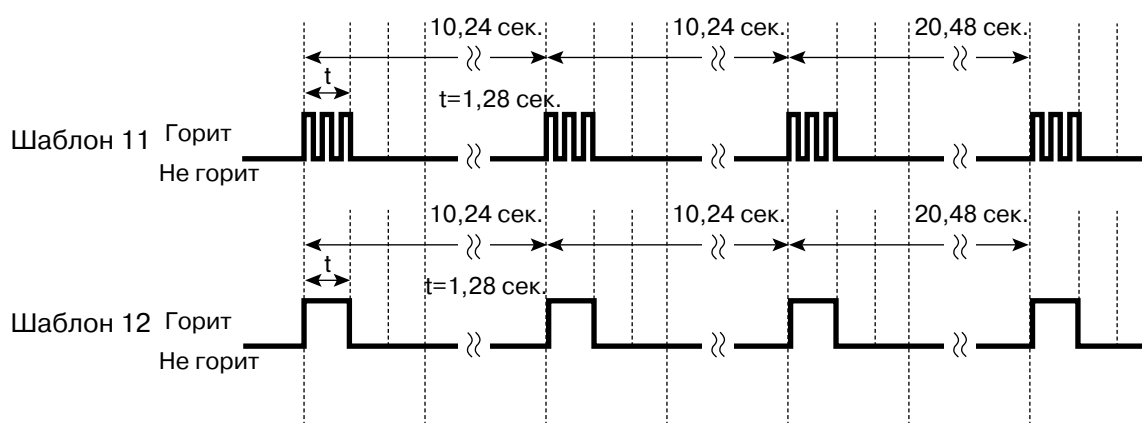 10,24 сек. 10,24 сек. 20,48 сек.
t
t=1,28 сек.
Шаблон 11 Горит
Не горит
10,24 сек. 10,24 сек. 20,48 сек.
t
t=1,28 сек.
Шаблон 12 Горит
Не горит